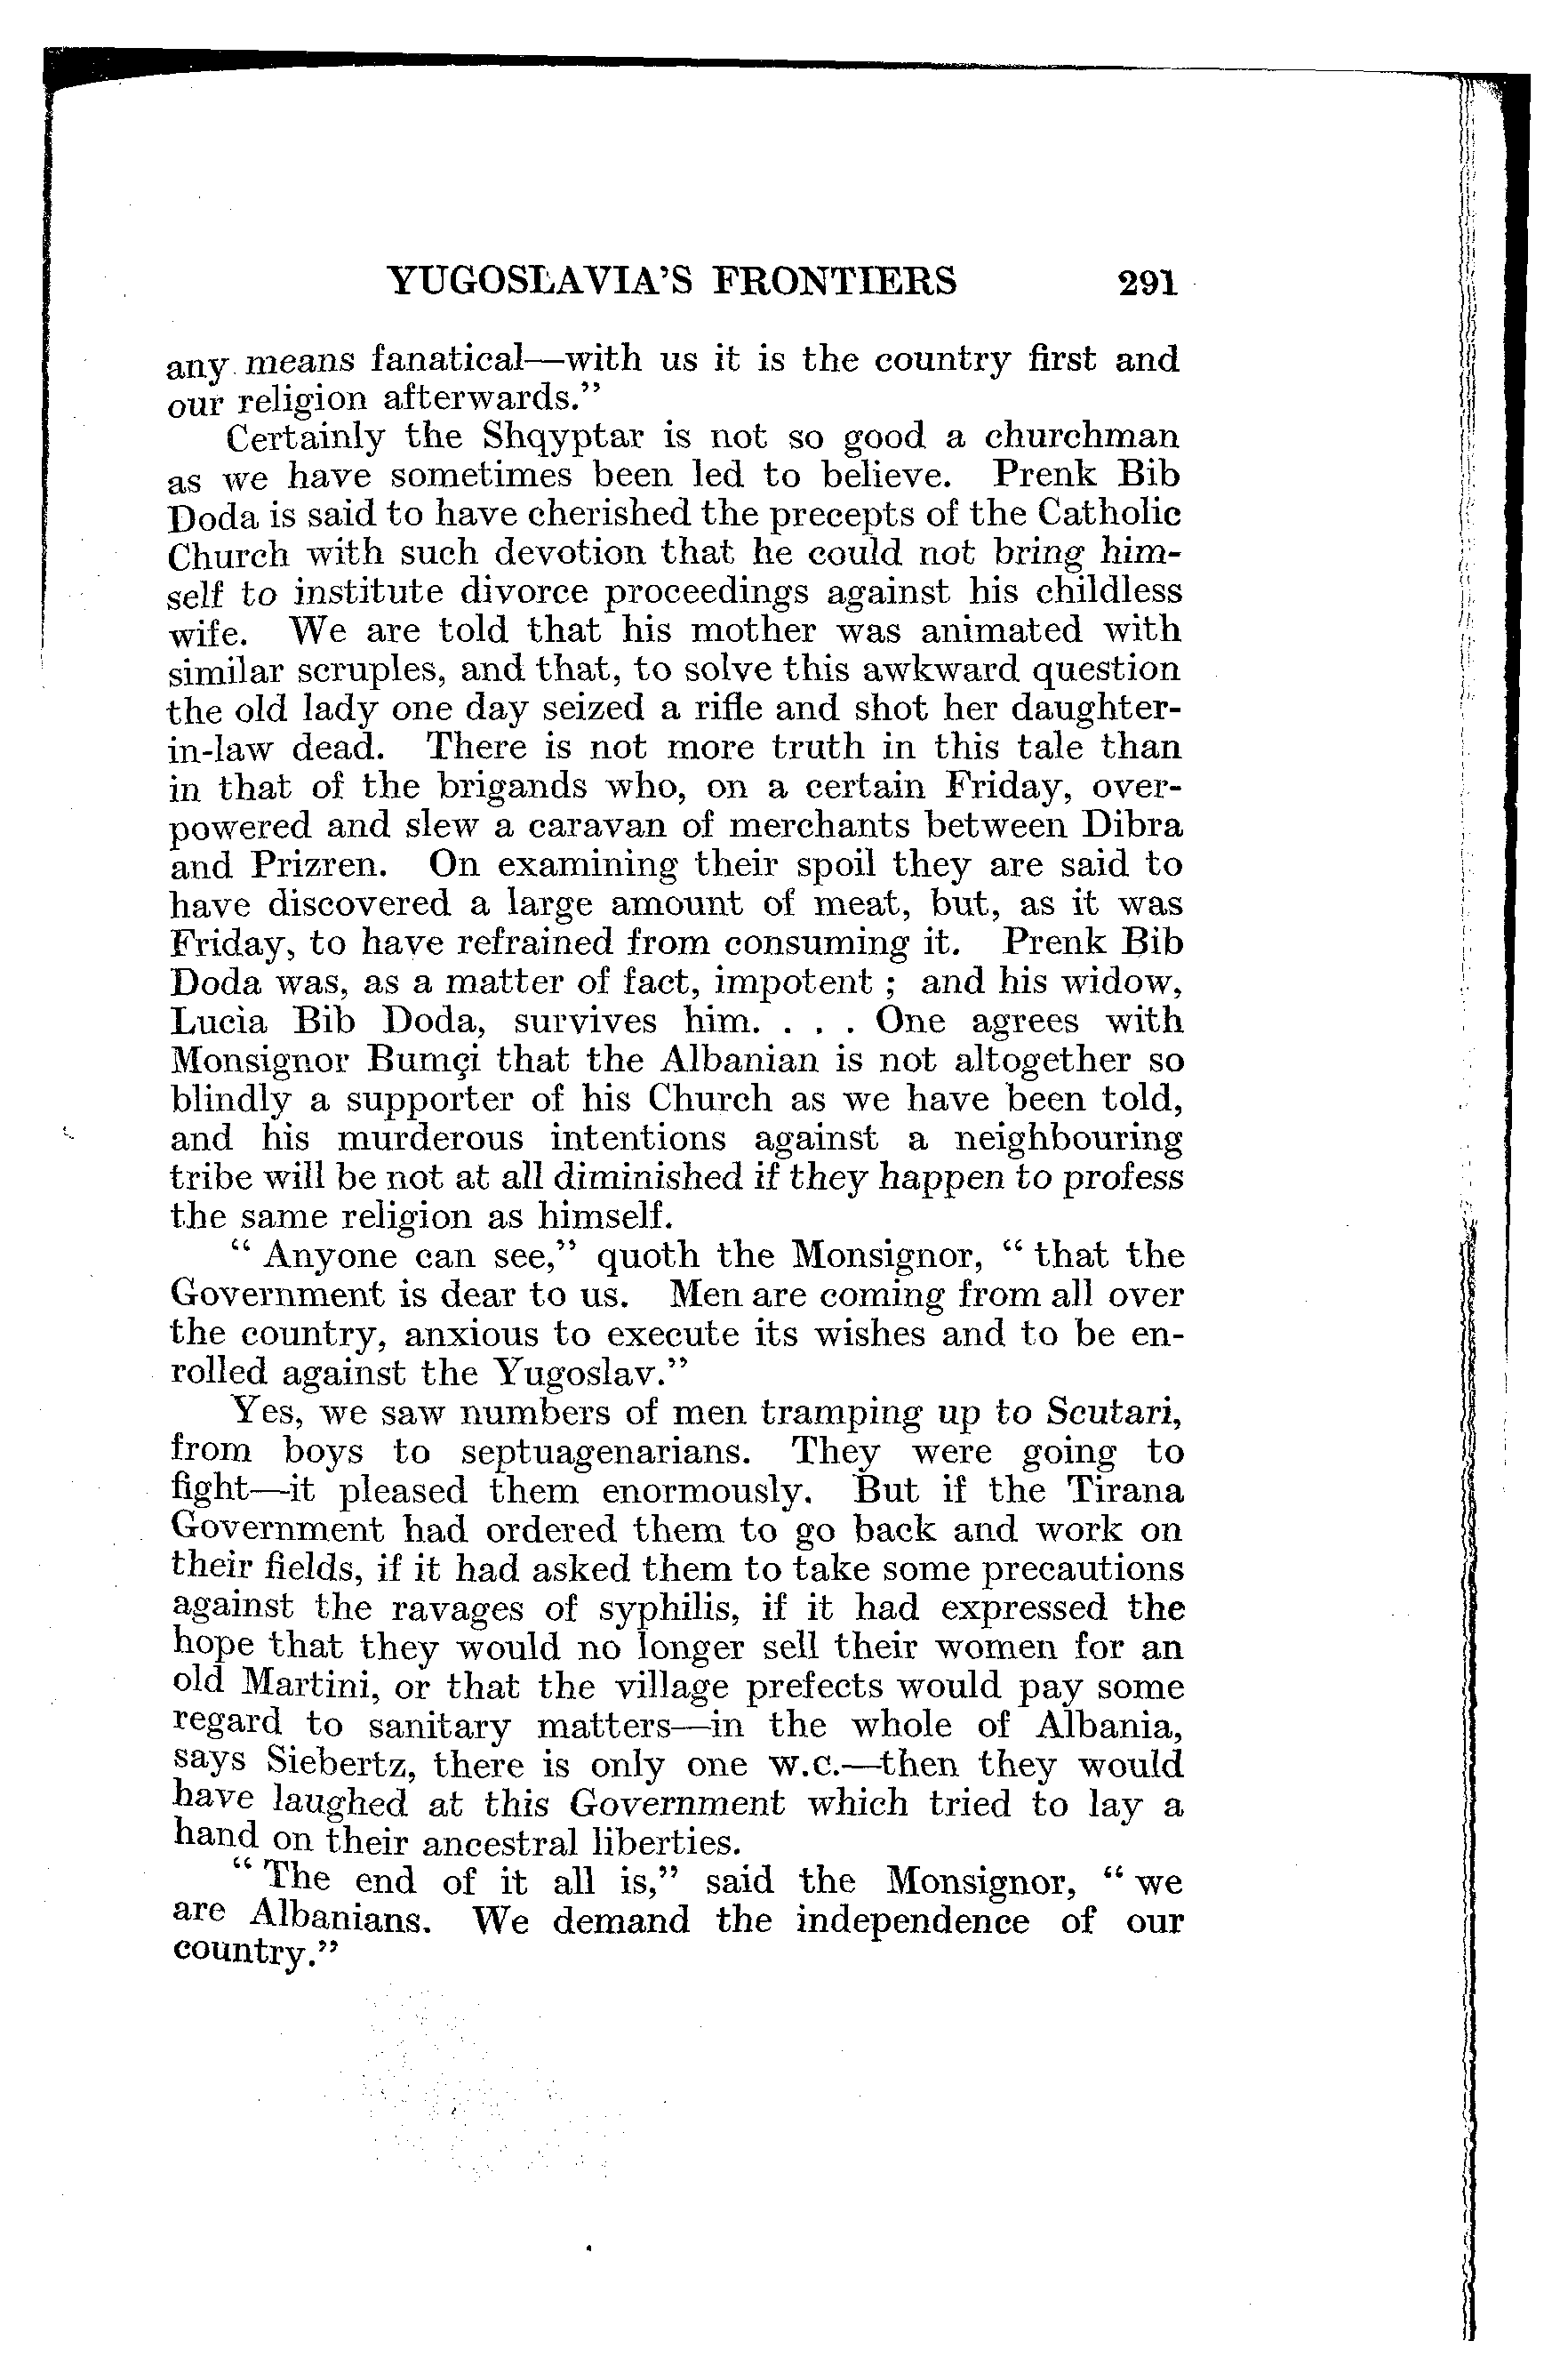 YUGOSLAVIA'S FRONTIERS 291
any means fanatical—with us it is the country first and
our religion afterwards."
Certainly the Shqyptar is not so good a churchman
as we have sometimes been led to believe. Prenk Bib
Doda is said to have cherished the precepts of the Catholic
Church with such devotion that he could not bring him-
self to institute divorce proceedings against his childless
wife. We are told that his mother was animated with
similar scruples, and that, to solve this awkward question
the old lady one day seized a rifle and shot her daughter-
in-law dead. There is not more truth in this tale than
in that of the brigands who, on a certain Friday, over-
powered and slew a caravan of merchants between Dibra
and Prizren. On examining their spoil they are said to
have discovered a large amount of meat, but, as it was
Friday, to have refrained from consuming it. Prenk Bib
Doda was, as a matter of fact, impotent ; and his widow,
Lucia Bib Doda, survives him. . . . One agrees with
Monsignor Bumçi that the Albanian is not altogether so
blindly a supporter of his Church as we have been told,
and his murderous intentions against a neighbouring
tribe will be not at all diminished if they happen to profess
the same religion as himself.
" Anyone can see," quoth the Monsignor, " that the
Government is dear to us. Men are coming from all over
the country, anxious to execute its wishes and to be en-
rolled against the Yugoslav."
Yes, we saw numbers of men tramping up to Scutari,
from boys to septuagenarians. They were going to
fight—it pleased them enormously. But if the Tirana
Government had ordered them to go back and work on
their fields, if it had asked them to take some precautions
against the ravages of syphilis, if it had expressed the
hope that they would no longer sell their women for an
old Martini, or that the village prefects would pay some
regard to sanitary matters—in the whole of Albania,
says Siebertz, there is only one w.c.—then they would
have laughed at this Government which tried to lay a
hand on their ancestral liberties.
" The end of it all is," said the Monsignor, " we
are Albanians. We demand the independence of our
country."